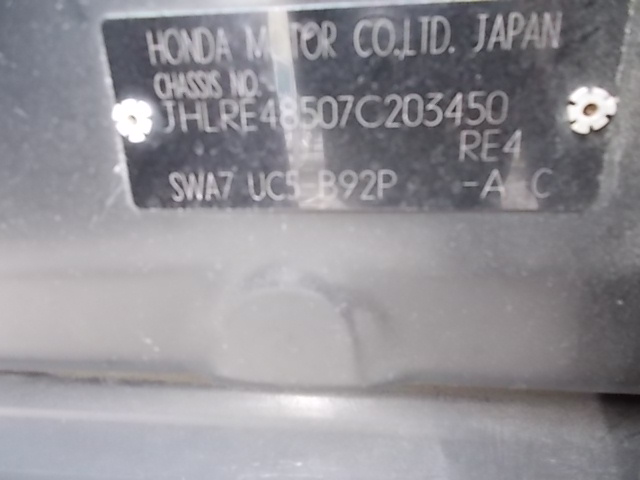 HONDA MOTOR CO.,LTD. JAPAN
CHASSIS NO.
JHLRE48507C203450
RE4
SWA7 UC5 B92P -A C